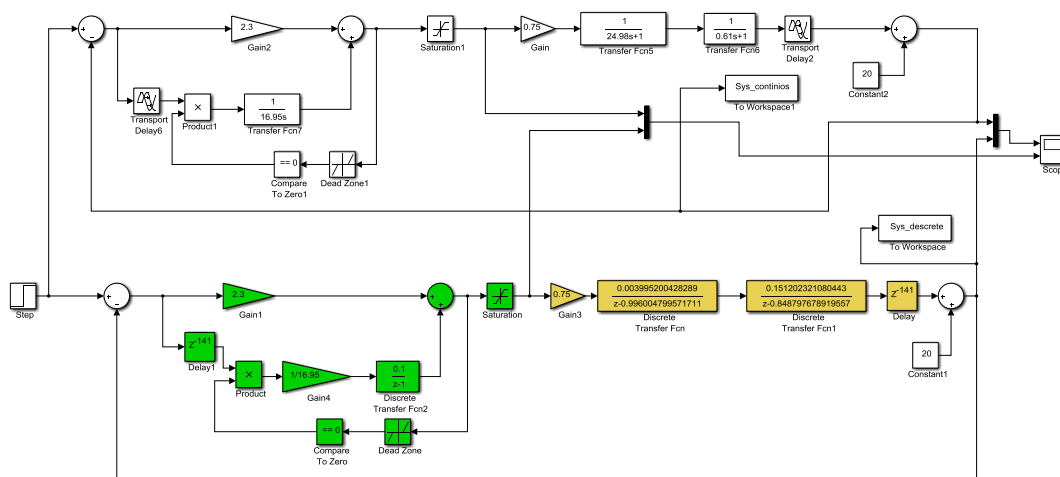 2.3
Gain2
Saturation1
0.75
Gain
1
24.98s+1
Transfer Fcn5
1
0.61s+1
Transfer Fcn6
Transport
Delay2
20
Constant2
Transport
Delay6
×
Product1
1
16.95s
Transfer Fcn7
Sys_continios
To Workspace1
== 0
Compare
To Zero1
Dead Zone1
Scop
Sys_descrete
To Workspace
Step
2.3
Gain1
Saturation
0.75
Gain3
0.003995200428289
z-0.996004799571711
Discrete
Transfer Fcn
0.151202321080443
z-0.848797678919557
Discrete
Transfer Fcn1
z-141
Delay
20
Constant1
z-141
Delay1
×
Product
1/16.95
Gain4
0.1
z-1
Discrete
Transfer Fcn2
== 0
Compare
To Zero
Dead Zone